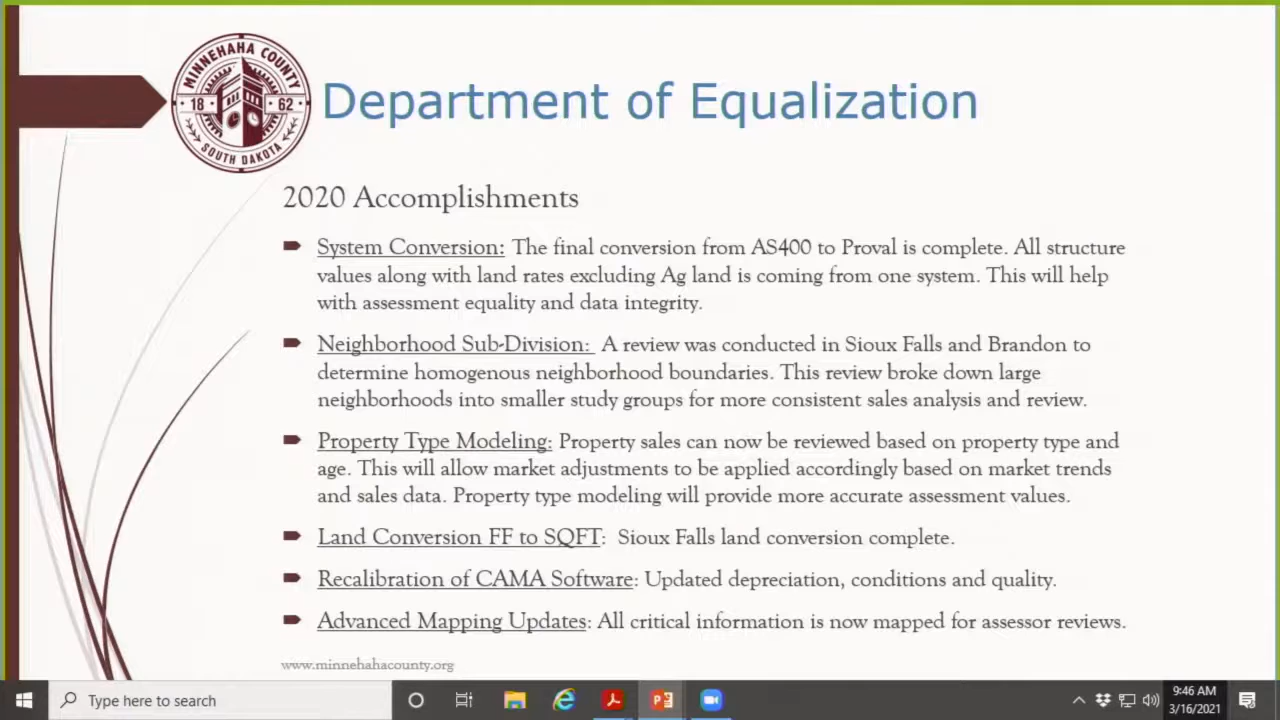 MINNEHAHA COUNTY
18 62
SOUTH DAKOTA
Department of Equalization
2020 Accomplishments
System Conversion: The final conversion from AS400 to Proval is complete. All structure
values along with land rates excluding Ag land is coming from one system. This will help
with assessment equality and data integrity.
Neighborhood Sub-Division: A review was conducted in Sioux Falls and Brandon to
determine homogenous neighborhood boundaries. This review broke down large
neighborhoods into smaller study groups for more consistent sales analysis and review.
Property Type Modeling: Property sales can now be reviewed based on property type and
age. This will allow market adjustments to be applied accordingly based on market trends
and sales data. Property type modeling will provide more accurate assessment values.
Land Conversion FF to SQFT: Sioux Falls land conversion complete.
Recalibration of CAMA Software: Updated depreciation, conditions and quality.
Advanced Mapping Updates: All critical information is now mapped for assessor reviews.
www.minnehahacounty.org
Type here to search
9:46 AM
3/16/2021